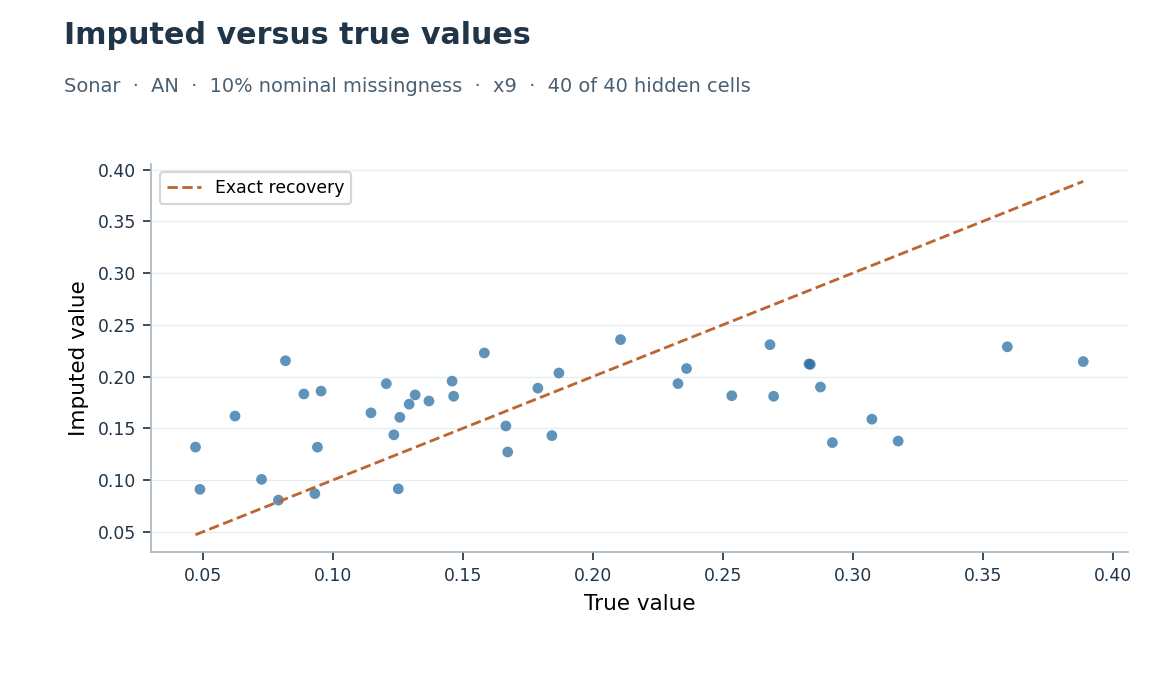 Imputed versus true values
Sonar · AN · 10% nominal missingness · x9 · 40 of 40 hidden cells
Exact recovery
Imputed value
0.40
0.35
0.30
0.25
0.20
0.15
0.10
0.05
0.05 0.10 0.15 0.20 0.25 0.30 0.35 0.40
True value